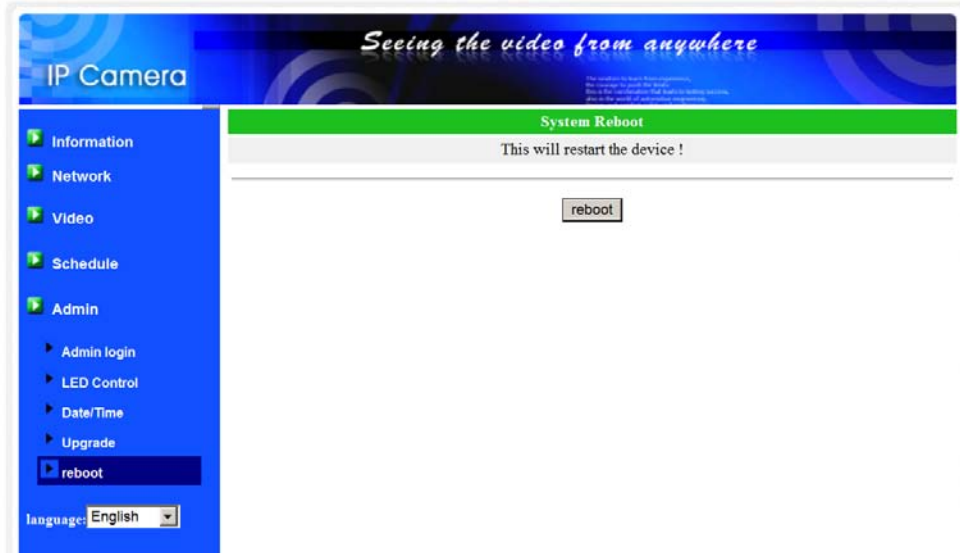 Seeing the video from anywhere
IP Camera
Information
Network
Video
Schedule
Admin
Admin login
LED Control
Date/Time
Upgrade
reboot
language: English
System Reboot
This will restart the device !
reboot